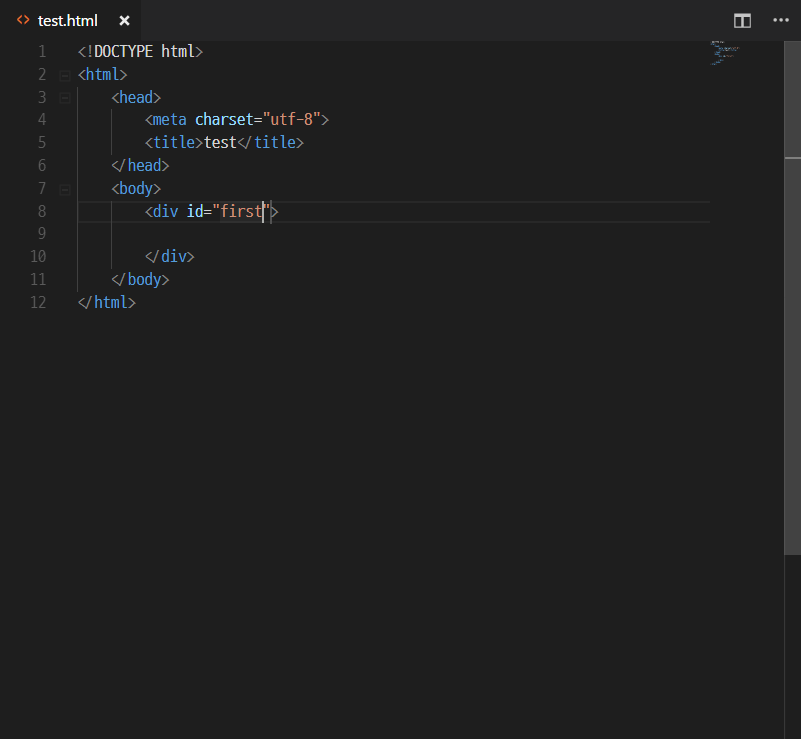 test.html
1 <!DOCTYPE html>
2 <html>
3     <head>
4         <meta charset="utf-8">
5         <title>test</title>
6     </head>
7     <body>
8         <div id="first">
9
10         </div>
11     </body>
12 </html>